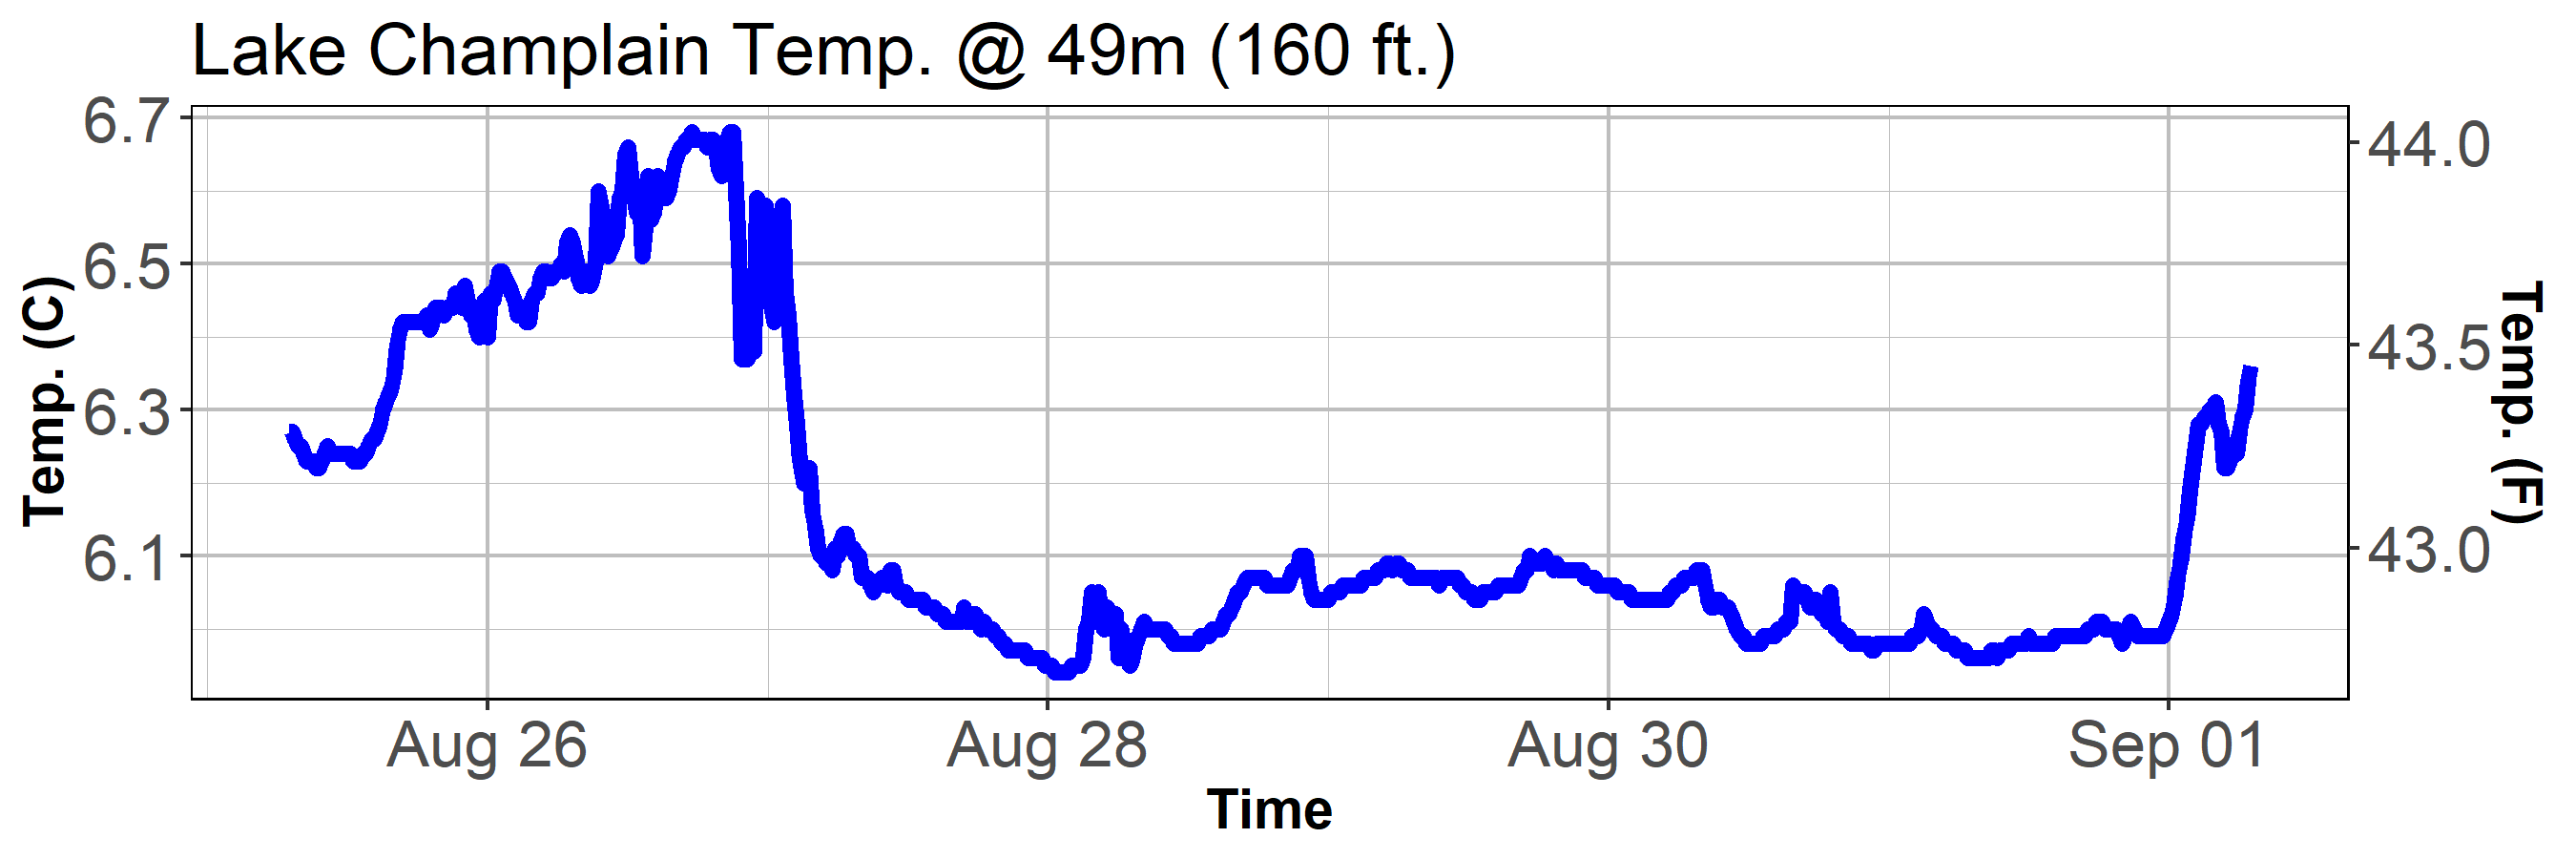 Lake Champlain Temp. @ 49m (160 ft.)
Temp. (C)
6.7
6.5
6.3
6.1
44.0
43.5
43.0
Temp. (F)
Aug 26 Aug 28 Aug 30 Sep 01
Time